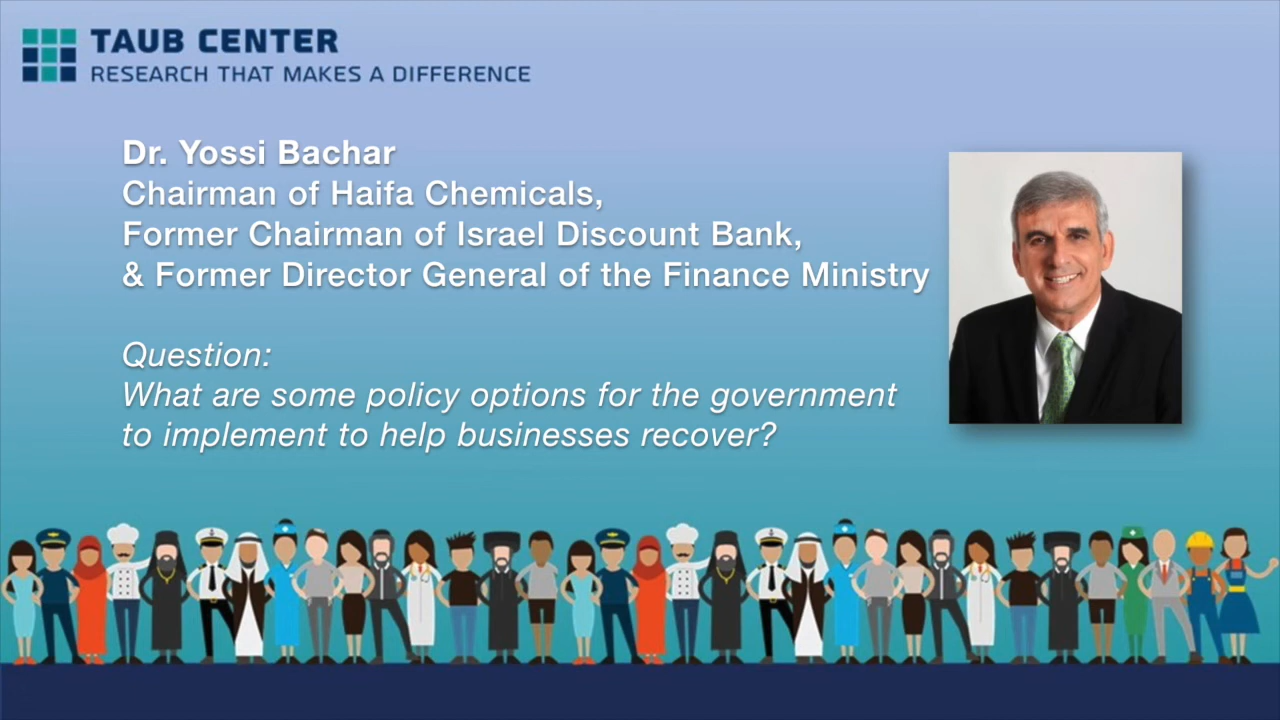 TAUB CENTER
RESEARCH THAT MAKES A DIFFERENCE
Dr. Yossi Bachar
Chairman of Haifa Chemicals,
Former Chairman of Israel Discount Bank,
& Former Director General of the Finance Ministry
Question:
What are some policy options for the government
to implement to help businesses recover?